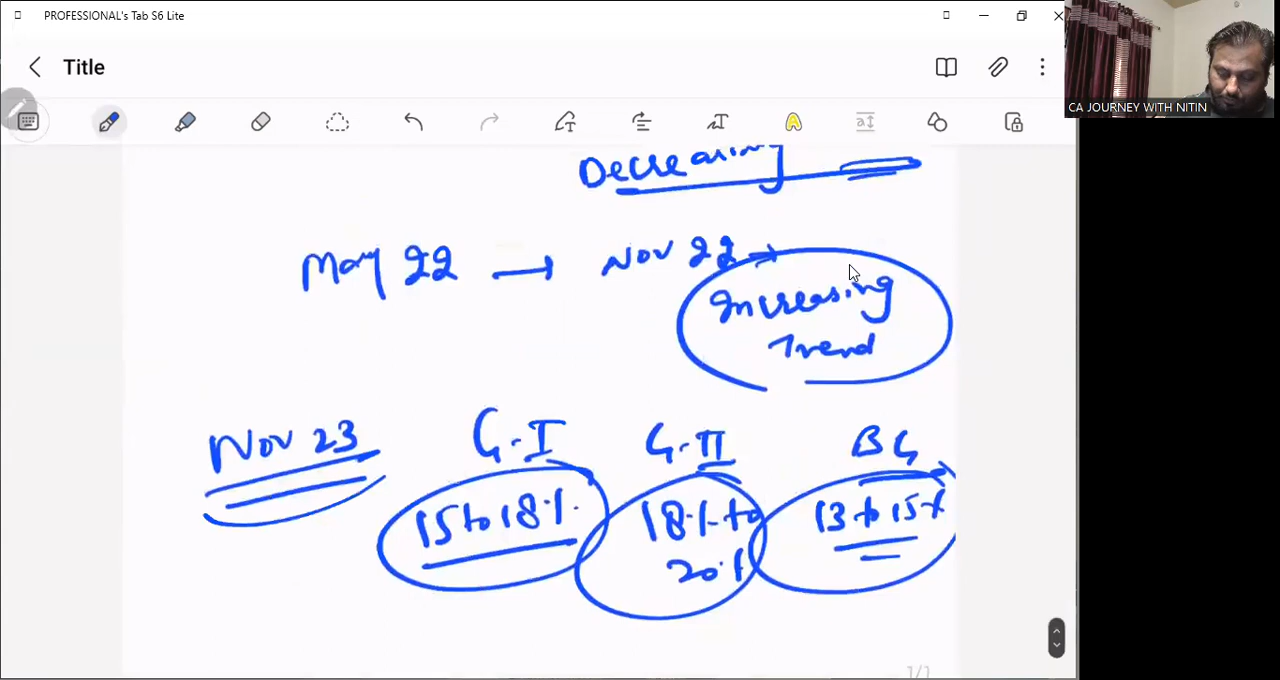 PROFESSIONAL's Tab S6 Lite
Title
CA JOURNEY WITH NITIN
Decreasing
May 22 → Nov 22 →
Increasing
Trend
Nov 23 G-I G-II BG
15 to 18% 18% to 13 to 15%
20%
1/1